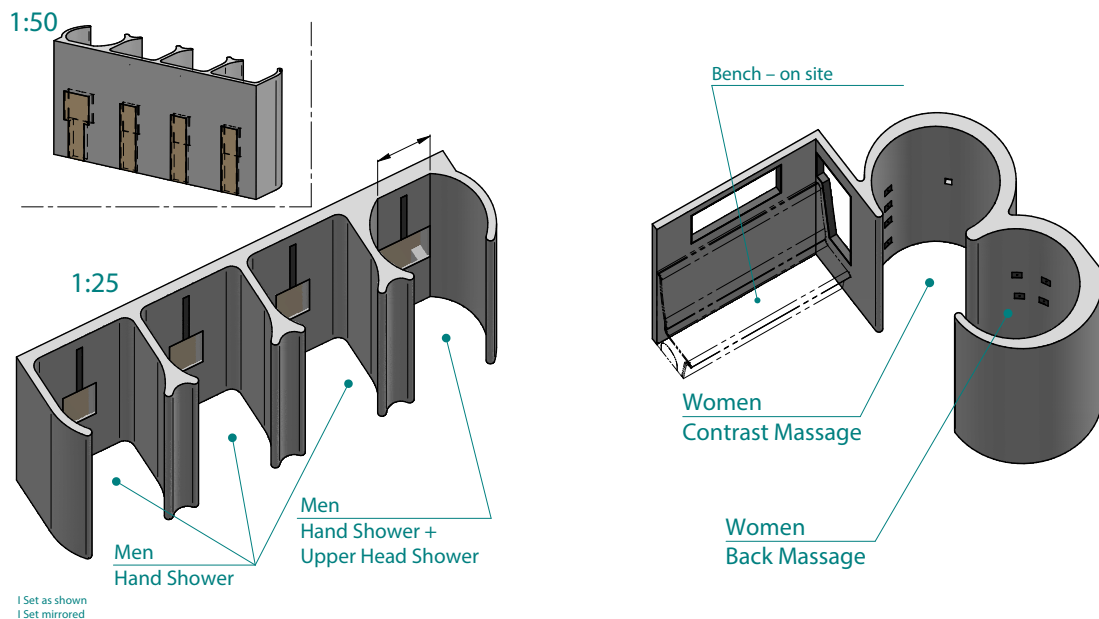 1:50
1:25
Men
Hand Shower
Men
Hand Shower +
Upper Head Shower
I Set as shown
I Set mirrored
Bench – on site
Women
Contrast Massage
Women
Back Massage